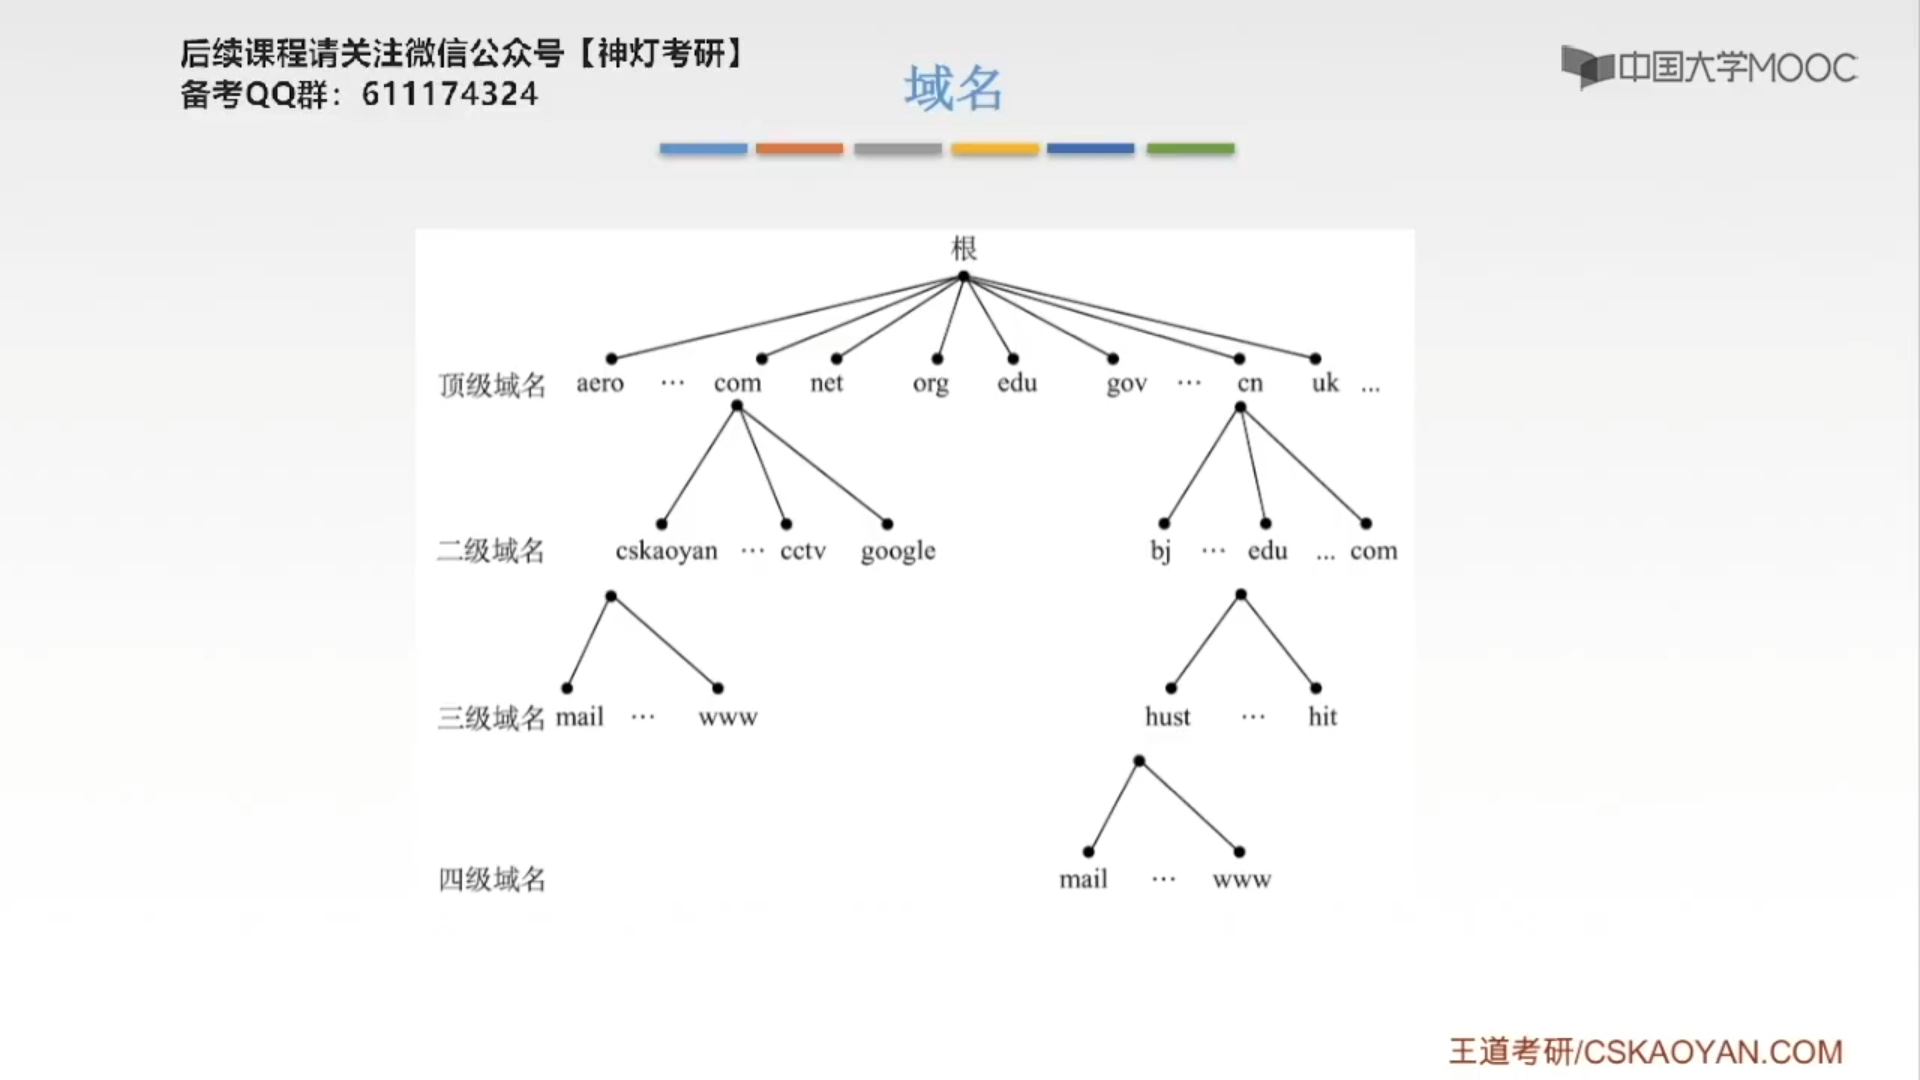 后续课程请关注微信公众号【神灯考研】
备考QQ群：611174324
中国大学MOOC
域名
根
顶级域名 aero … com net org edu gov … cn uk ...
二级域名 cskaoyan … cctv google bj … edu ... com
三级域名 mail … www hust … hit
四级域名 mail … www
王道考研/CSKAOYAN.COM